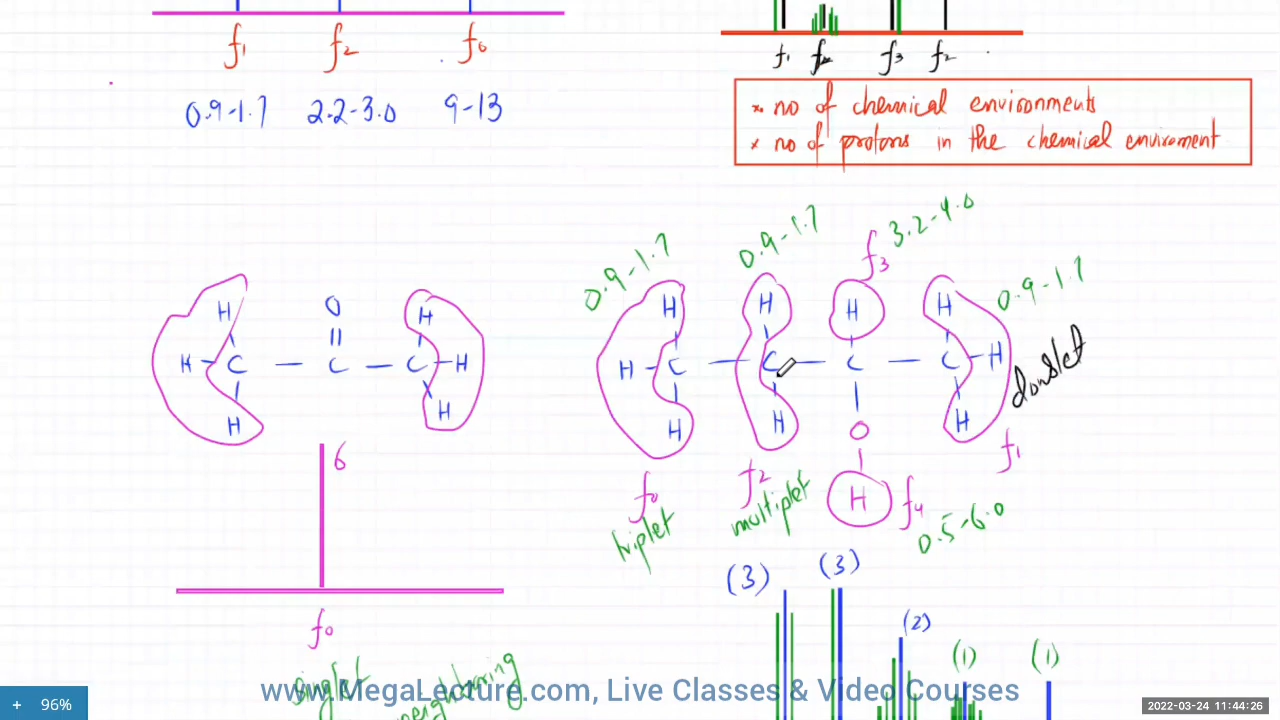 f1 f2 f0
0.9-1.7 2.2-3.0 9-13
f1 f3 f2
* no of chemical environments
x no of protons in the chemical enviroment
0.9-1.7 0.9-1.7 f3 3.2-4.0 0.9-1.7
H O H
H-C — C — C-H
H H
H H H H
H-C — C — C — C-H
H H O H
H
doublet
f0 f2 f4 f1
triplet multiplet 0.5-6.0
6
f0
(3) (3) (2) (1) (1)
singlet
neighbouring
www.MegaLecture.com, Live Classes & Video Courses
+ 96%
2022-03-24 11:44:26